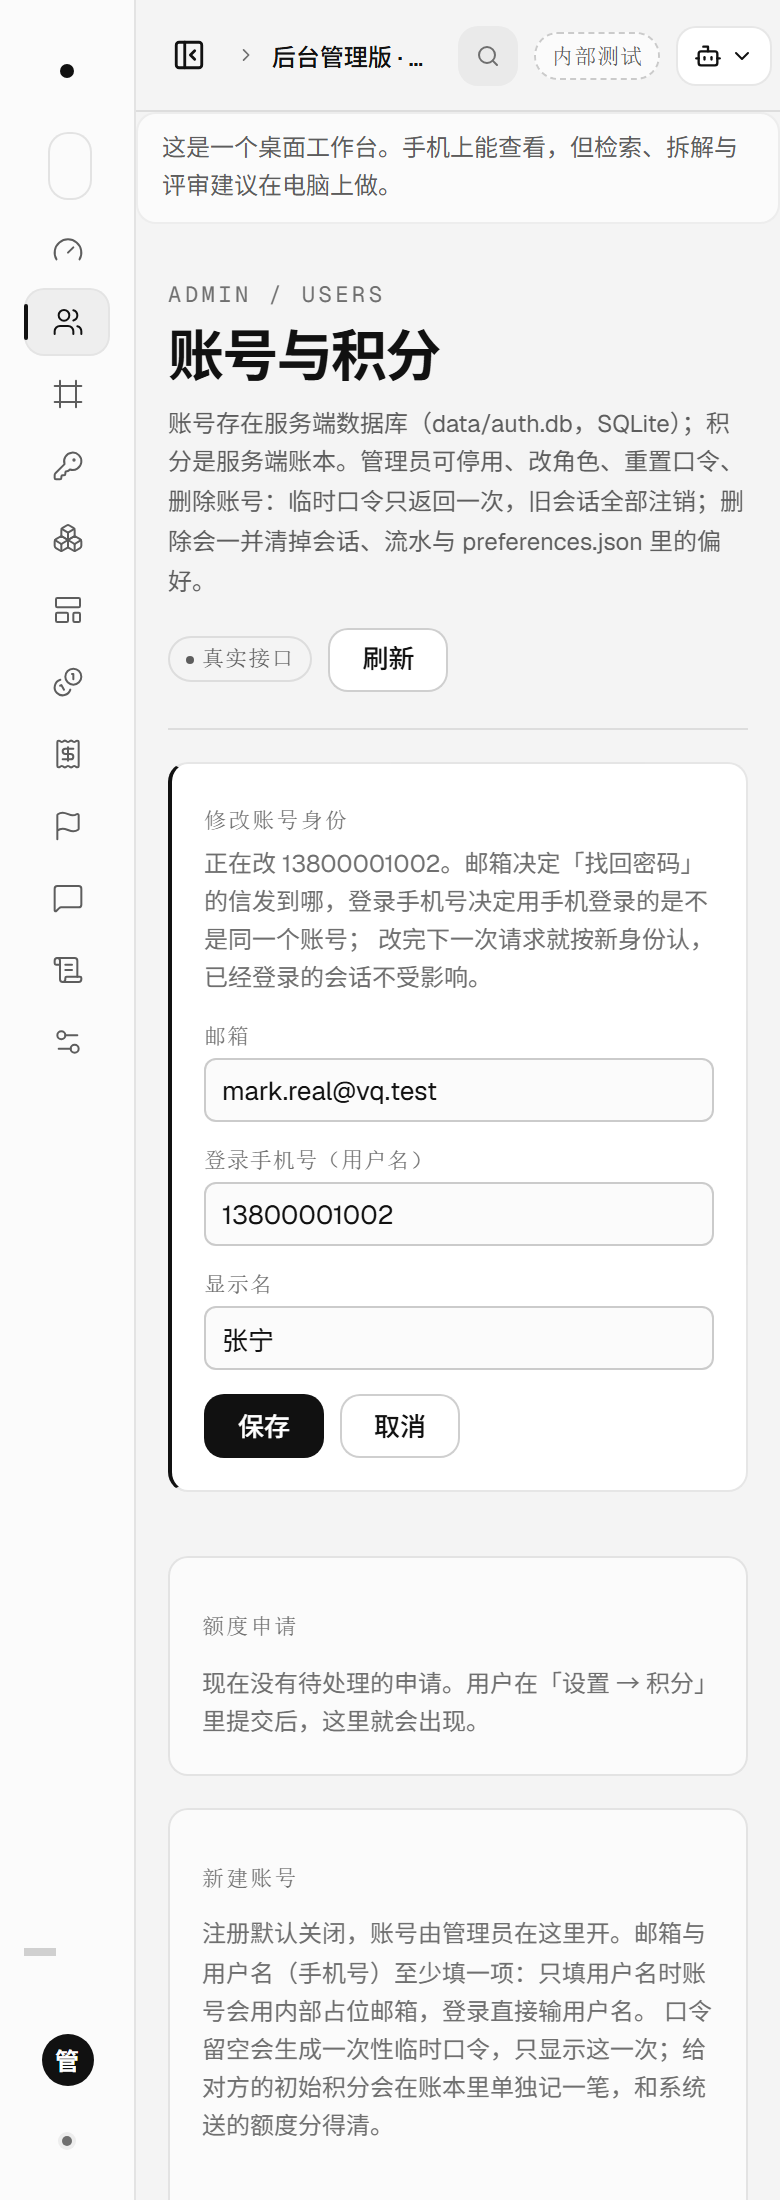 后台管理版 · …
内部测试
这是一个桌面工作台。手机上能查看，但检索、拆解与
评审建议在电脑上做。
ADMIN / USERS
账号与积分
账号存在服务端数据库（data/auth.db，SQLite）；积
分是服务端账本。管理员可停用、改角色、重置口令、
删除账号：临时口令只返回一次，旧会话全部注销；删
除会一并清掉会话、流水与 preferences.json 里的偏
好。
真实接口
刷新
修改账号身份
正在改 13800001002。邮箱决定「找回密码」
的信发到哪，登录手机号决定用手机登录的是不
是同一个账号； 改完下一次请求就按新身份认，
已经登录的会话不受影响。
邮箱
mark.real@vq.test
登录手机号（用户名）
13800001002
显示名
张宁
保存
取消
额度申请
现在没有待处理的申请。用户在「设置 → 积分」
里提交后，这里就会出现。
新建账号
注册默认关闭，账号由管理员在这里开。邮箱与
用户名（手机号）至少填一项：只填用户名时账
号会用内部占位邮箱，登录直接输用户名。 口令
留空会生成一次性临时口令，只显示这一次；给
对方的初始积分会在账本里单独记一笔，和系统
送的额度分得清。
管